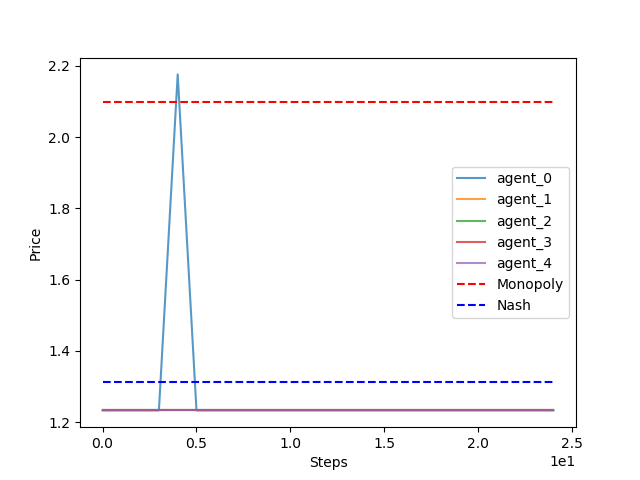 2.2
2.0
1.8
1.6
1.4
1.2
Price
agent_0
agent_1
agent_2
agent_3
agent_4
Monopoly
Nash
0.0 0.5 1.0 1.5 2.0 2.5
Steps
1e1